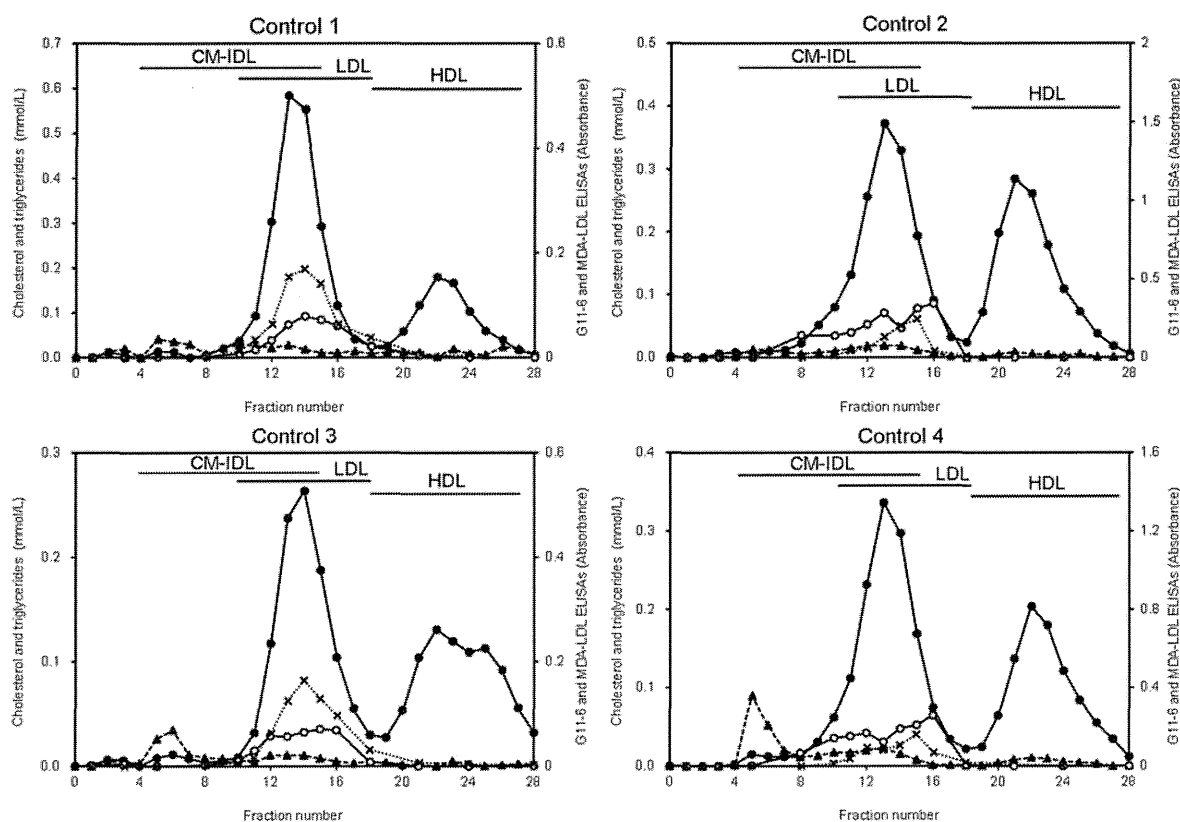 Control 1
CM-IDL
LDL
HDL
Cholesterol and triglycerides (mmol/L)
0.7
0.6
0.5
0.4
0.3
0.2
0.1
0.0
0.6
0.4
0.2
0
G11-6 and MDA-LDL ELISAs (Absorbance)
0 4 8 12 16 20 24 28
Fraction number
Control 2
CM-IDL
LDL
HDL
Cholesterol and triglycerides (mmol/L)
0.5
0.4
0.3
0.2
0.1
0.0
2
1.5
1
0.5
0
G11-6 and MDA-LDL ELISAs (Absorbance)
0 4 8 12 16 20 24 28
Fraction number
Control 3
CM-IDL
LDL
HDL
Cholesterol and triglycerides (mmol/L)
0.3
0.2
0.1
0.0
0.6
0.4
0.2
0
G11-6 and MDA-LDL ELISAs (Absorbance)
0 4 8 12 16 20 24 28
Fraction number
Control 4
CM-IDL
LDL
HDL
Cholesterol and triglycerides (mmol/L)
0.4
0.3
0.2
0.1
0.0
1.6
1.2
0.8
0.4
0
G11-6 and MDA-LDL ELISAs (Absorbance)
0 4 8 12 16 20 24 28
Fraction number